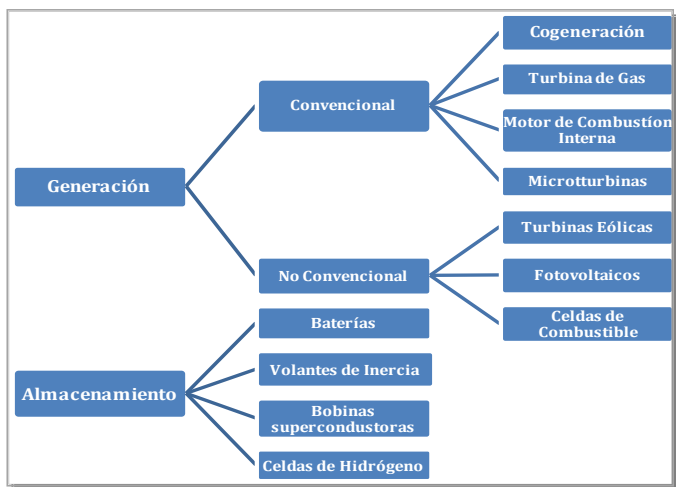 Cogeneración
Convencional
Turbina de Gas
Motor de Combustíon
Interna
Generación
Microtturbinas
Turbinas Eólicas
No Convencional
Fotovoltaicos
Celdas de
Combustible
Baterías
Almacenamiento
Volantes de Inercia
Bobinas
supercondustoras
Celdas de Hidrógeno